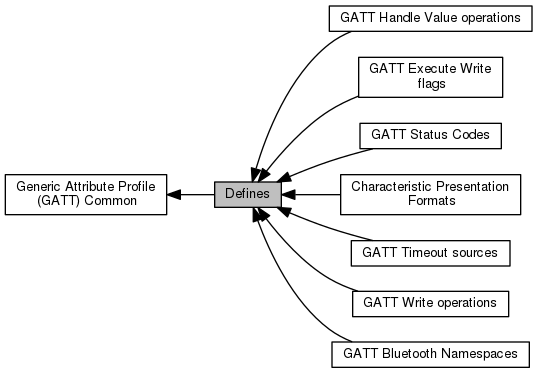 GATT Handle Value operations
GATT Execute Write
flags
GATT Status Codes
Generic Attribute Profile
(GATT) Common
Defines
Characteristic Presentation
Formats
GATT Timeout sources
GATT Write operations
GATT Bluetooth Namespaces